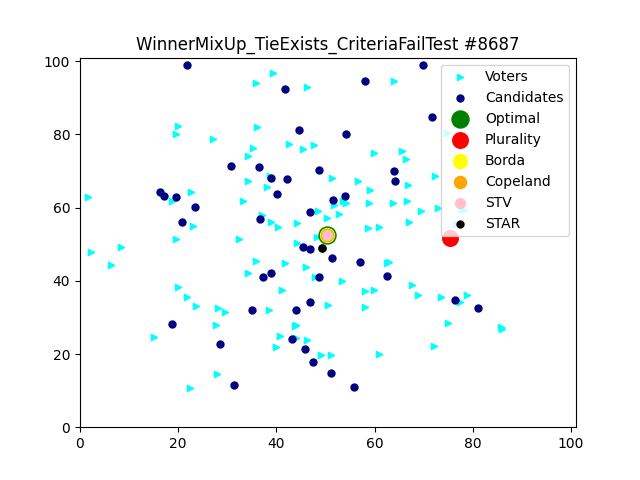 WinnerMixUp_TieExists_CriteriaFailTest #8687
100
80
60
40
20
0
0
20
40
60
80
100
Voters
Candidates
Optimal
Plurality
Borda
Copeland
STV
STAR